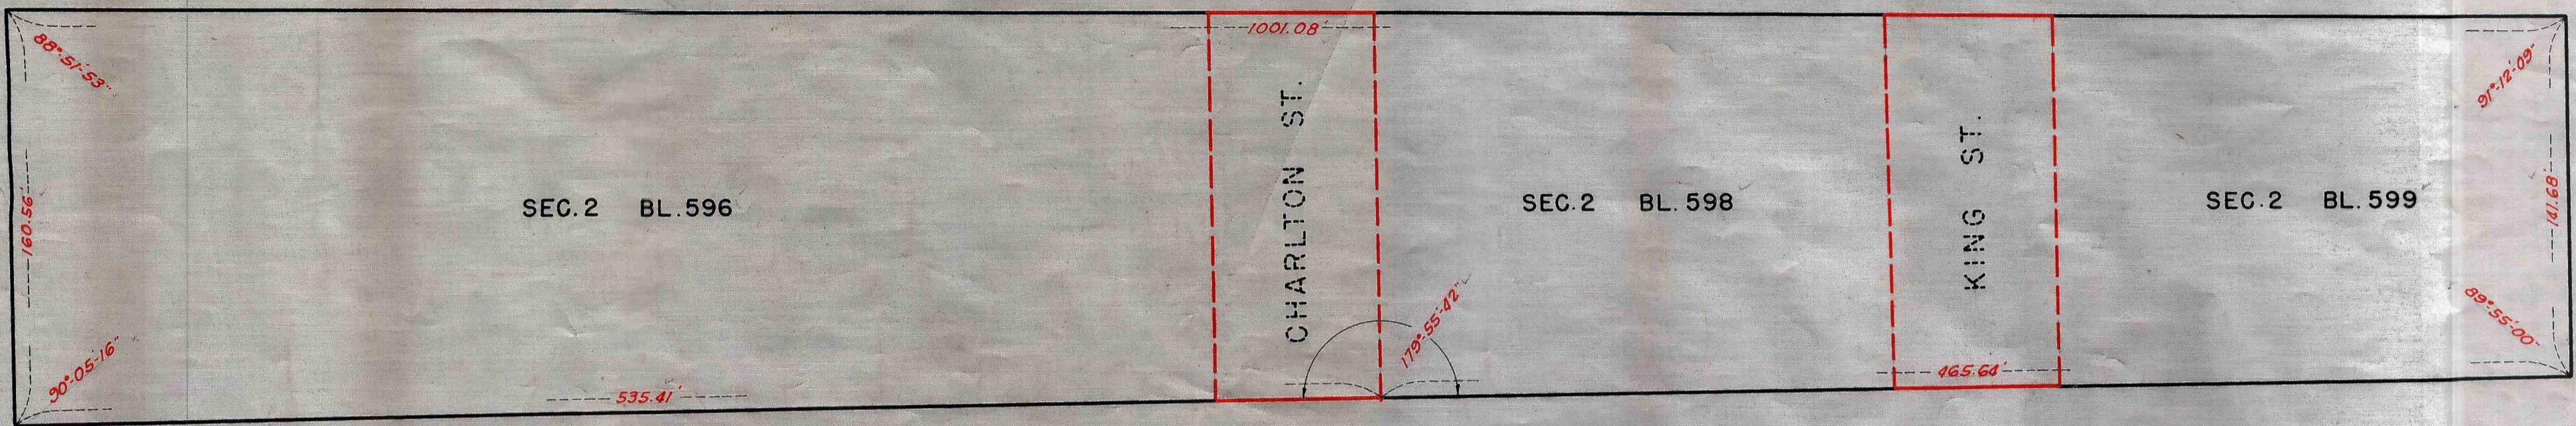 88°-51'-53"
1001.08'
91°-12'-09"
160.56'
SEC. 2 BL. 596
CHARLTON ST.
SEC. 2 BL. 598
KING ST.
SEC. 2 BL. 599
141.68'
90°-05'-16"
535.41'
179°-55'-42"
465.64'
89°-55'-00"